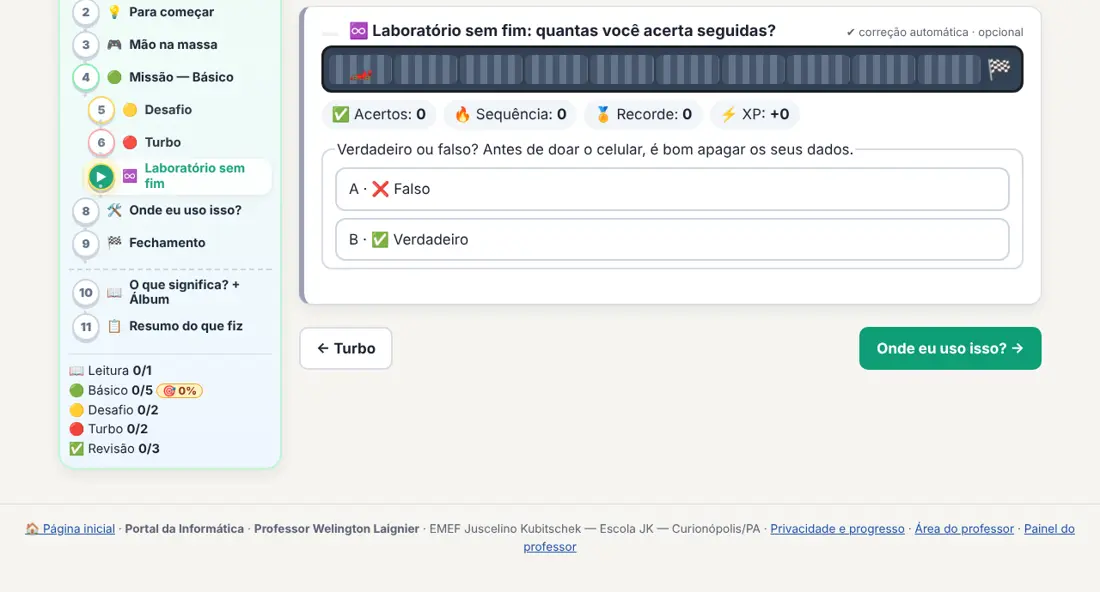 2 💡 Para começar
3 🎮 Mão na massa
4 🟢 Missão — Básico
5 🟡 Desafio
6 🔴 Turbo
♾️ Laboratório sem
fim
8 🛠️ Onde eu uso isso?
9 🏁 Fechamento
10 📖 O que significa? +
Álbum
11 📋 Resumo do que fiz
📖 Leitura 0/1
🟢 Básico 0/5 🎯 0%
🟡 Desafio 0/2
🔴 Turbo 0/2
✅ Revisão 0/3
♾️ Laboratório sem fim: quantas você acerta seguidas?
✔ correção automática · opcional
✅ Acertos: 0 🔥 Sequência: 0 🏅 Recorde: 0 ⚡ XP: +0
Verdadeiro ou falso? Antes de doar o celular, é bom apagar os seus dados.
A · ❌ Falso
B · ✅ Verdadeiro
← Turbo
Onde eu uso isso? →
🏠 Página inicial · Portal da Informática · Professor Welington Laignier · EMEF Juscelino Kubitschek — Escola JK — Curionópolis/PA · Privacidade e progresso · Área do professor · Painel do
professor